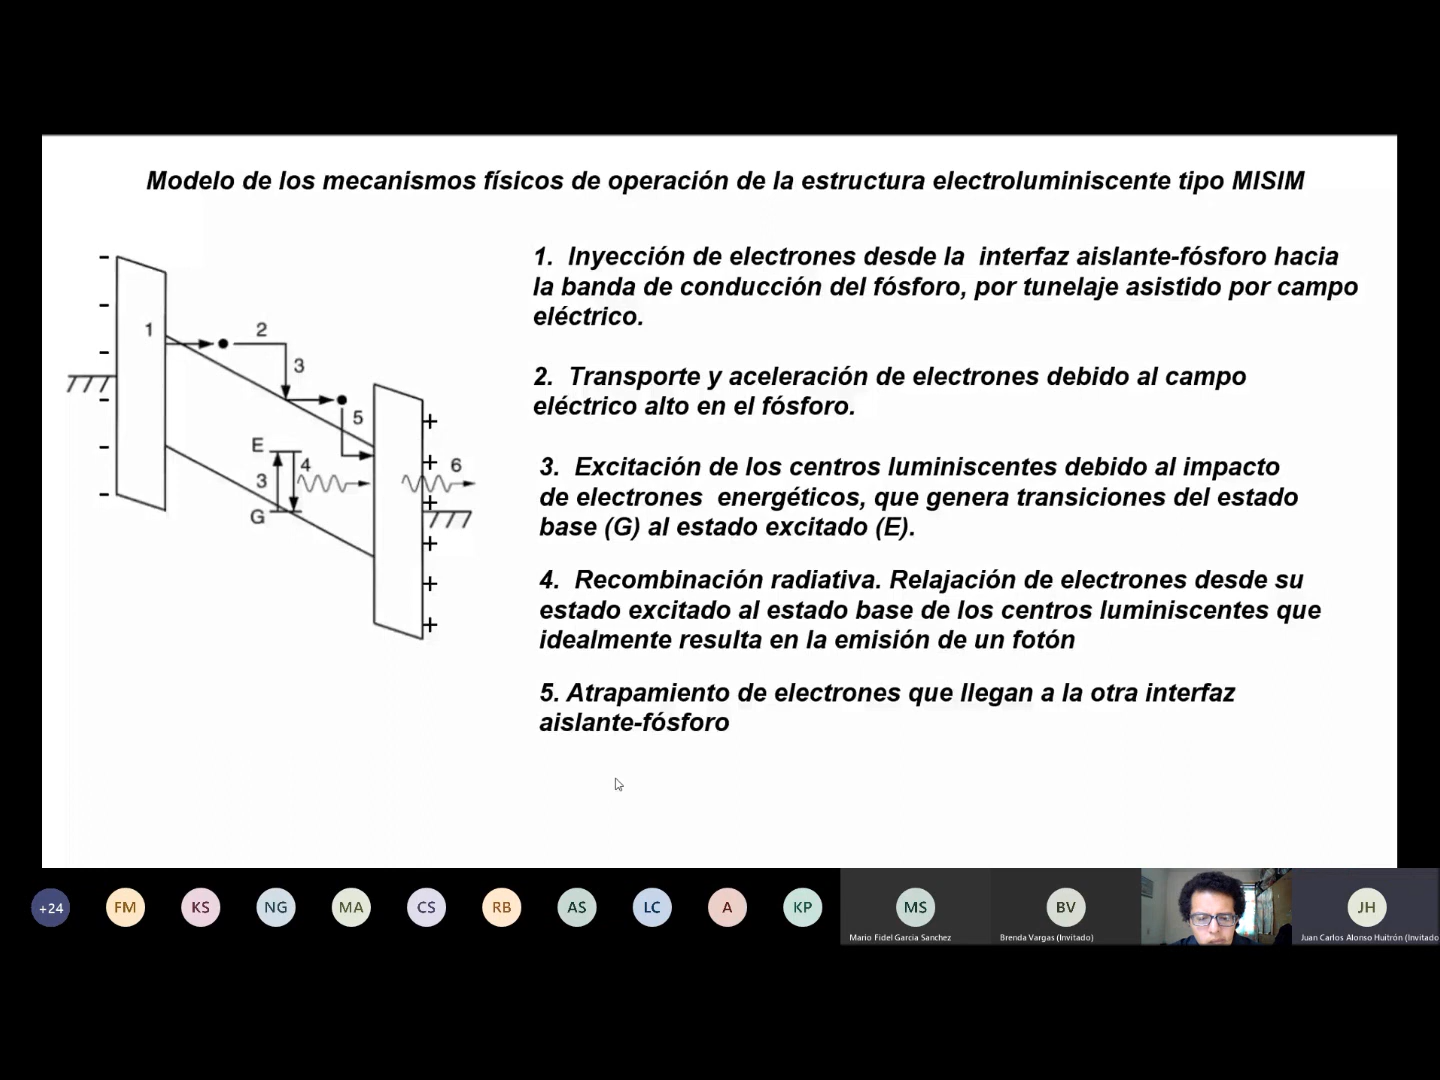 Modelo de los mecanismos físicos de operación de la estructura electroluminiscente tipo MISIM
1. Inyección de electrones desde la interfaz aislante-fósforo hacia
la banda de conducción del fósforo, por tunelaje asistido por campo
eléctrico.
2. Transporte y aceleración de electrones debido al campo
eléctrico alto en el fósforo.
3. Excitación de los centros luminiscentes debido al impacto
de electrones energéticos, que genera transiciones del estado
base (G) al estado excitado (E).
4. Recombinación radiativa. Relajación de electrones desde su
estado excitado al estado base de los centros luminiscentes que
idealmente resulta en la emisión de un fotón
5. Atrapamiento de electrones que llegan a la otra interfaz
aislante-fósforo
1
2
3
5
E
4
3
G
6
-
-
-
-
-
-
+
+
+
+
+
+
+24
FM
KS
NG
MA
CS
RB
AS
LC
A
KP
MS
BV
JH
Mario Fidel Garcia Sanchez
Brenda Vargas (Invitado)
Juan Carlos Alonso Huitrón (Invitado